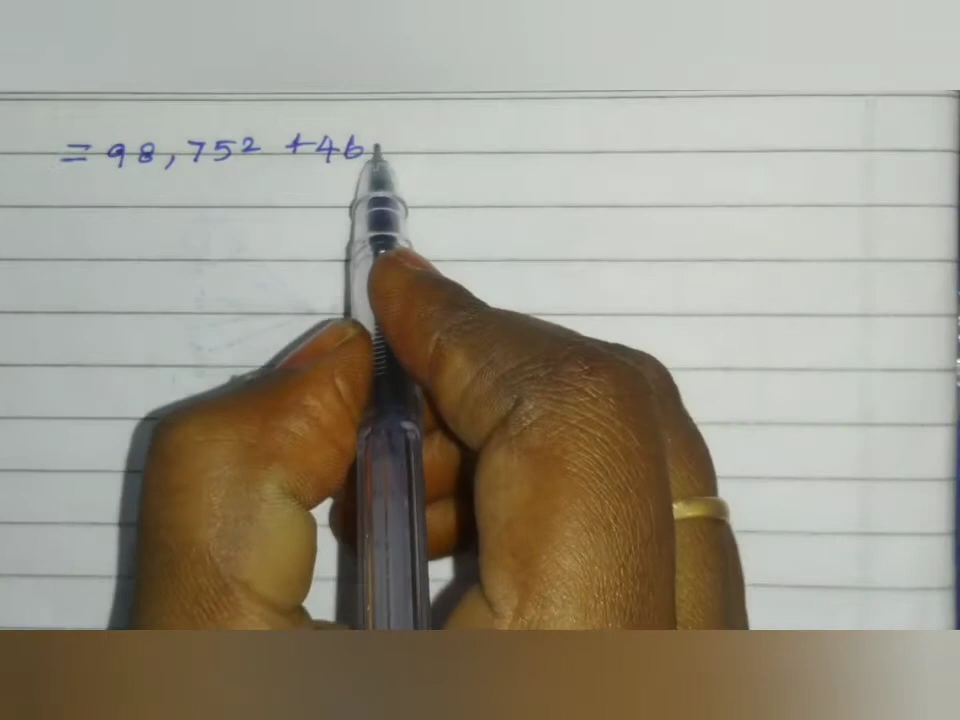 = 98,752 +46